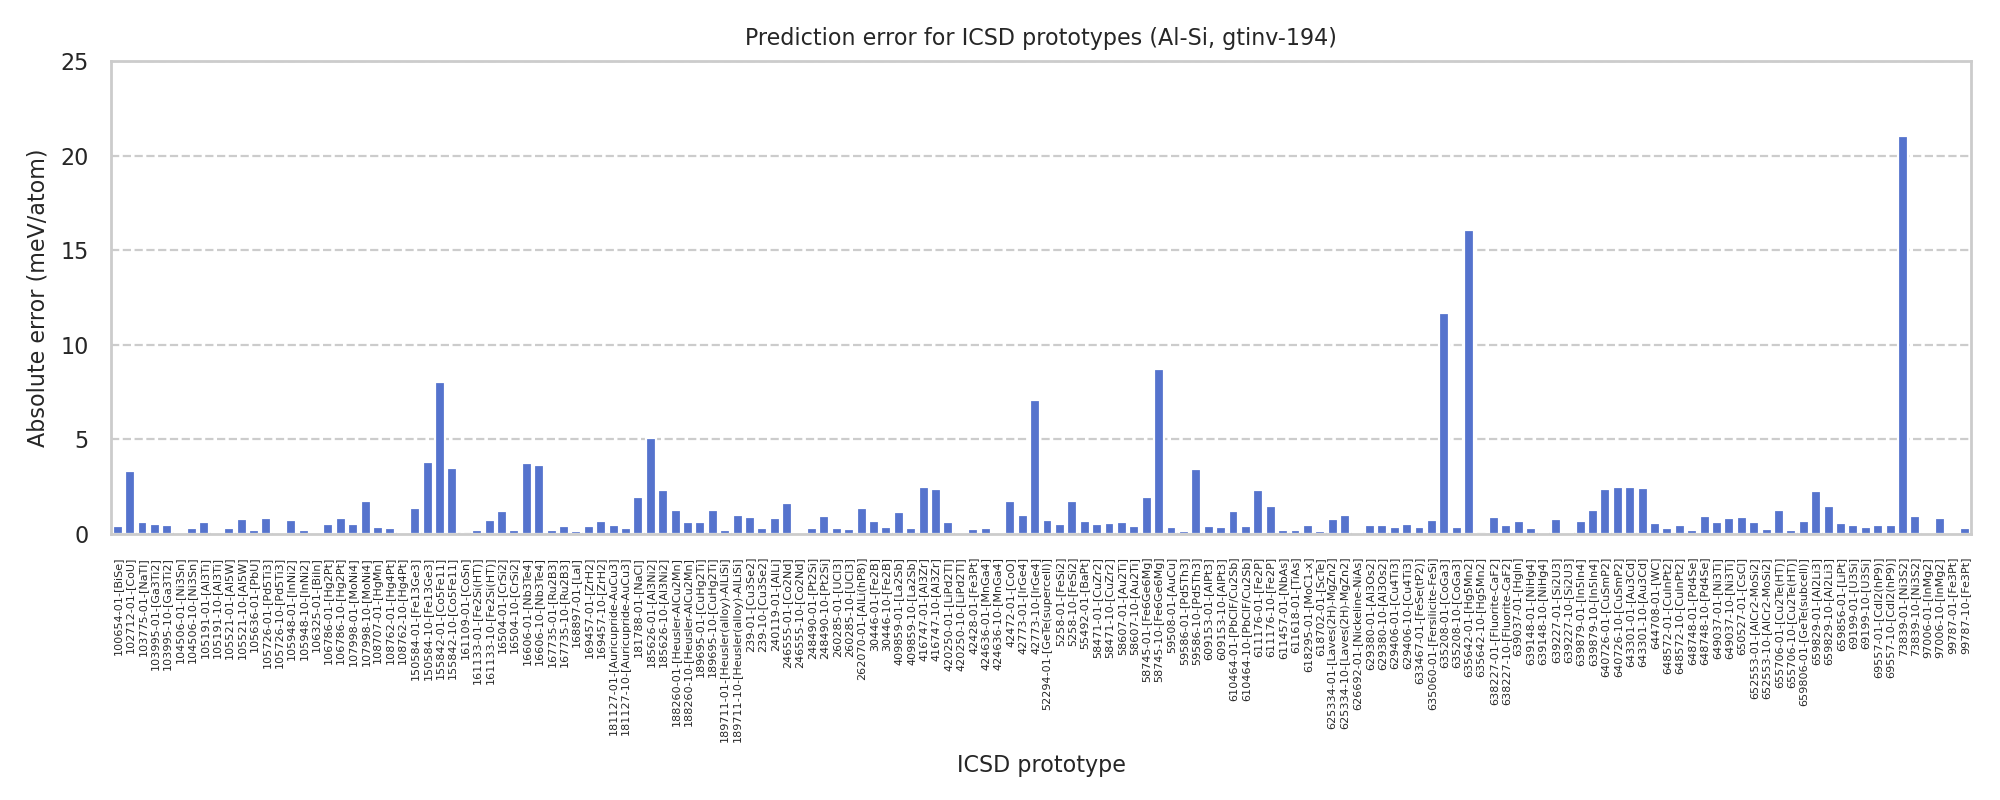 Prediction error for ICSD prototypes (Al-Si, gtinv-194)
Absolute error (meV/atom)
25
20
15
10
5
0
100654-01-[BiSe]
102712-01-[CoU]
103775-01-[NaTl]
103995-01-[Ga3Ti2]
103995-10-[Ga3Ti2]
104506-01-[Ni3Sn]
104506-10-[Ni3Sn]
105191-01-[Al3Ti]
105191-10-[Al3Ti]
105521-01-[Al5W]
105521-10-[Al5W]
105636-01-[PbU]
105726-01-[Pd5Ti3]
105726-10-[Pd5Ti3]
105948-01-[InNi2]
105948-10-[InNi2]
106325-01-[BiIn]
106786-01-[Hg2Pt]
106786-10-[Hg2Pt]
107998-01-[MoNi4]
107998-10-[MoNi4]
108707-01-[HgMn]
108762-01-[Hg4Pt]
108762-10-[Hg4Pt]
150584-01-[Fe13Ge3]
150584-10-[Fe13Ge3]
155842-01-[Co5Fe11]
155842-10-[Co5Fe11]
161109-01-[CoSn]
161133-01-[Fe2Si(HT)]
161133-10-[Fe2Si(HT)]
16504-01-[CrSi2]
16504-10-[CrSi2]
16606-01-[Nb3Te4]
16606-10-[Nb3Te4]
167735-01-[Ru2B3]
167735-10-[Ru2B3]
168897-01-[LaI]
169457-01-[ZrH2]
169457-10-[ZrH2]
181127-01-[Auricupride-AuCu3]
181127-10-[Auricupride-AuCu3]
181788-01-[NaCl]
185626-01-[Al3Ni2]
185626-10-[Al3Ni2]
188260-01-[Heusler-AlCu2Mn]
188260-10-[Heusler-AlCu2Mn]
189695-01-[CuHg2Ti]
189695-10-[CuHg2Ti]
189711-01-[Heusler(alloy)-AlLiSi]
189711-10-[Heusler(alloy)-AlLiSi]
239-01-[Cu3Se2]
239-10-[Cu3Se2]
240119-01-[AlLi]
246555-01-[Co2Nd]
246555-10-[Co2Nd]
248490-01-[Pt2Si]
248490-10-[Pt2Si]
260285-01-[UCl3]
260285-10-[UCl3]
262070-01-[AlLi(hP8)]
30446-01-[Fe2B]
30446-10-[Fe2B]
409859-01-[La2Sb]
409859-10-[La2Sb]
416747-01-[Al3Zr]
416747-10-[Al3Zr]
420250-01-[LiPd2Tl]
420250-10-[LiPd2Tl]
42428-01-[Fe3Pt]
424636-01-[MnGa4]
424636-10-[MnGa4]
42472-01-[CoO]
42773-01-[IrGe4]
42773-10-[IrGe4]
52294-01-[GeTe(supercell)]
5258-01-[FeSi2]
5258-10-[FeSi2]
55492-01-[BaPt]
58471-01-[CuZr2]
58471-10-[CuZr2]
58607-01-[Au2Ti]
58607-10-[Au2Ti]
58745-01-[Fe6Ge6Mg]
58745-10-[Fe6Ge6Mg]
59508-01-[AuCu]
59586-01-[Pd5Th3]
59586-10-[Pd5Th3]
609153-01-[AlPt3]
609153-10-[AlPt3]
610464-01-[PbClF/Cu2Sb]
610464-10-[PbClF/Cu2Sb]
611176-01-[Fe2P]
611176-10-[Fe2P]
611457-01-[NbAs]
611618-01-[TiAs]
618295-01-[MoC1-x]
618702-01-[ScTe]
625334-01-[Laves(2H)-MgZn2]
625334-10-[Laves(2H)-MgZn2]
626692-01-[Nickeline-NiAs]
629380-01-[Al3Os2]
629380-10-[Al3Os2]
629406-01-[Cu4Ti3]
629406-10-[Cu4Ti3]
633467-01-[FeSe(tP2)]
635060-01-[Fersilicite-FeSi]
635208-01-[CoGa3]
635208-10-[CoGa3]
635642-01-[Hg5Mn2]
635642-10-[Hg5Mn2]
638227-01-[Fluorite-CaF2]
638227-10-[Fluorite-CaF2]
639037-01-[HgIn]
639148-01-[NiHg4]
639148-10-[NiHg4]
639227-01-[Si2U3]
639227-10-[Si2U3]
639879-01-[In5In4]
639879-10-[In5In4]
640726-01-[CuSmP2]
640726-10-[CuSmP2]
643301-01-[Au3Cd]
643301-10-[Au3Cd]
644708-01-[WC]
648572-01-[CuInPt2]
648572-10-[CuInPt2]
648748-01-[Pd4Se]
648748-10-[Pd4Se]
649037-01-[Ni3Ti]
649037-10-[Ni3Ti]
650527-01-[CsCl]
652553-01-[AlCr2-MoSi2]
652553-10-[AlCr2-MoSi2]
655706-01-[Cu2Te(HT)]
655706-10-[Cu2Te(HT)]
659806-01-[GeTe(subcell)]
659829-01-[Al2Li3]
659829-10-[Al2Li3]
659856-01-[LiPt]
69199-01-[U3Si]
69199-10-[U3Si]
69557-01-[CdI2(hP9)]
69557-10-[CdI2(hP9)]
73839-01-[Ni3S2]
73839-10-[Ni3S2]
97006-01-[InMg2]
97006-10-[InMg2]
99787-01-[Fe3Pt]
99787-10-[Fe3Pt]
ICSD prototype